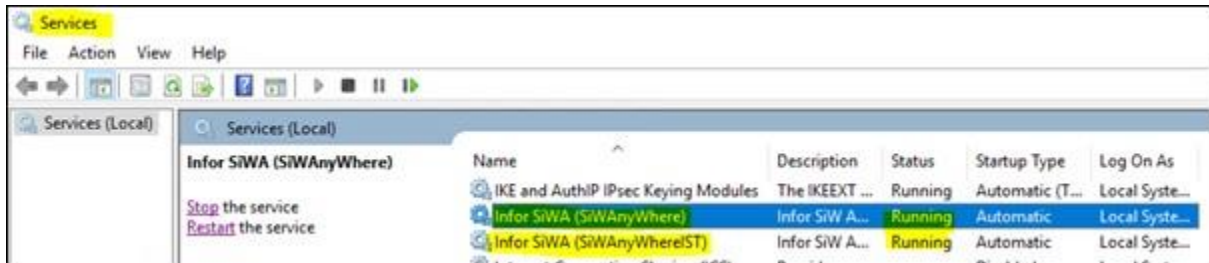 Services
File Action View Help
Services (Local)
Services (Local)
Infor SiWA (SiWAnyWhere)
Stop the service
Restart the service
Name Description Status Startup Type Log On As
IKE and AuthIP IPsec Keying Modules The IKEEXT ... Running Automatic (T... Local Syste...
Infor SiWA (SiWAnyWhere) Infor SiW A... Running Automatic Local Syste...
Infor SiWA (SiWAnyWhereIST) Infor SiW A... Running Automatic Local Syste...